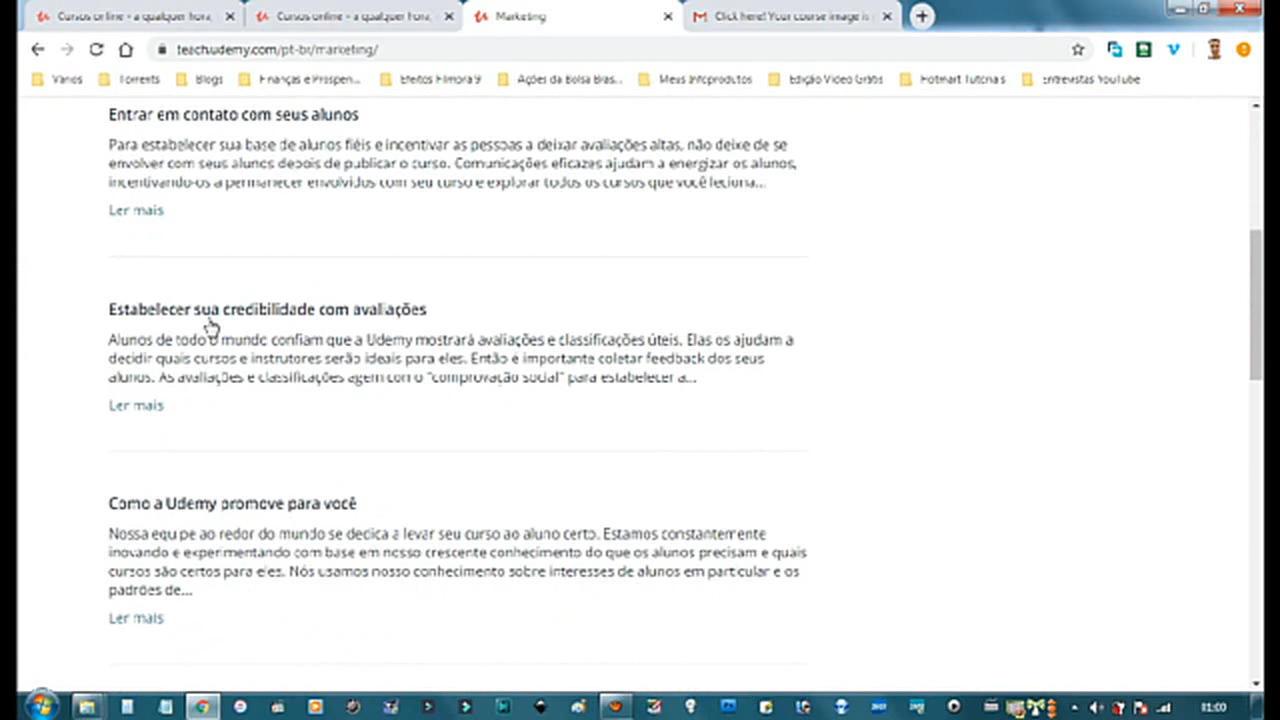 Cursos online - a qualquer hora,
Cursos online - a qualquer hora,
Marketing
Click here! Your course image is
teach.udemy.com/pt-br/marketing/
Vários
Torrents
Blogs
Finanças e Prosperi...
Efeitos Filmora 9
Ações da Bolsa Bras...
Meus Infoprodutos
Edição Vídeo Grátis
Hotmart Tutoriais
Entrevistas YouTube
Entrar em contato com seus alunos
Para estabelecer sua base de alunos fiéis e incentivar as pessoas a deixar avaliações altas, não deixe de se
envolver com seus alunos depois de publicar o curso. Comunicações eficazes ajudam a energizar os alunos,
incentivando-os a permanecer envolvidos com seu curso e explorar todos os cursos que você leciona...
Ler mais
Estabelecer sua credibilidade com avaliações
Alunos de todo o mundo confiam que a Udemy mostrará avaliações e classificações úteis. Elas os ajudam a
decidir quais cursos e instrutores serão ideais para eles. Então é importante coletar feedback dos seus
alunos. As avaliações e classificações agem como "comprovação social" para estabelecer a...
Ler mais
Como a Udemy promove para você
Nossa equipe ao redor do mundo se dedica a levar seu curso ao aluno certo. Estamos constantemente
inovando e experimentando com base em nosso crescente conhecimento do que os alunos precisam e quais
cursos são certos para eles. Nós usamos nosso conhecimento sobre interesses de alunos em particular e os
padrões de...
Ler mais
01:00